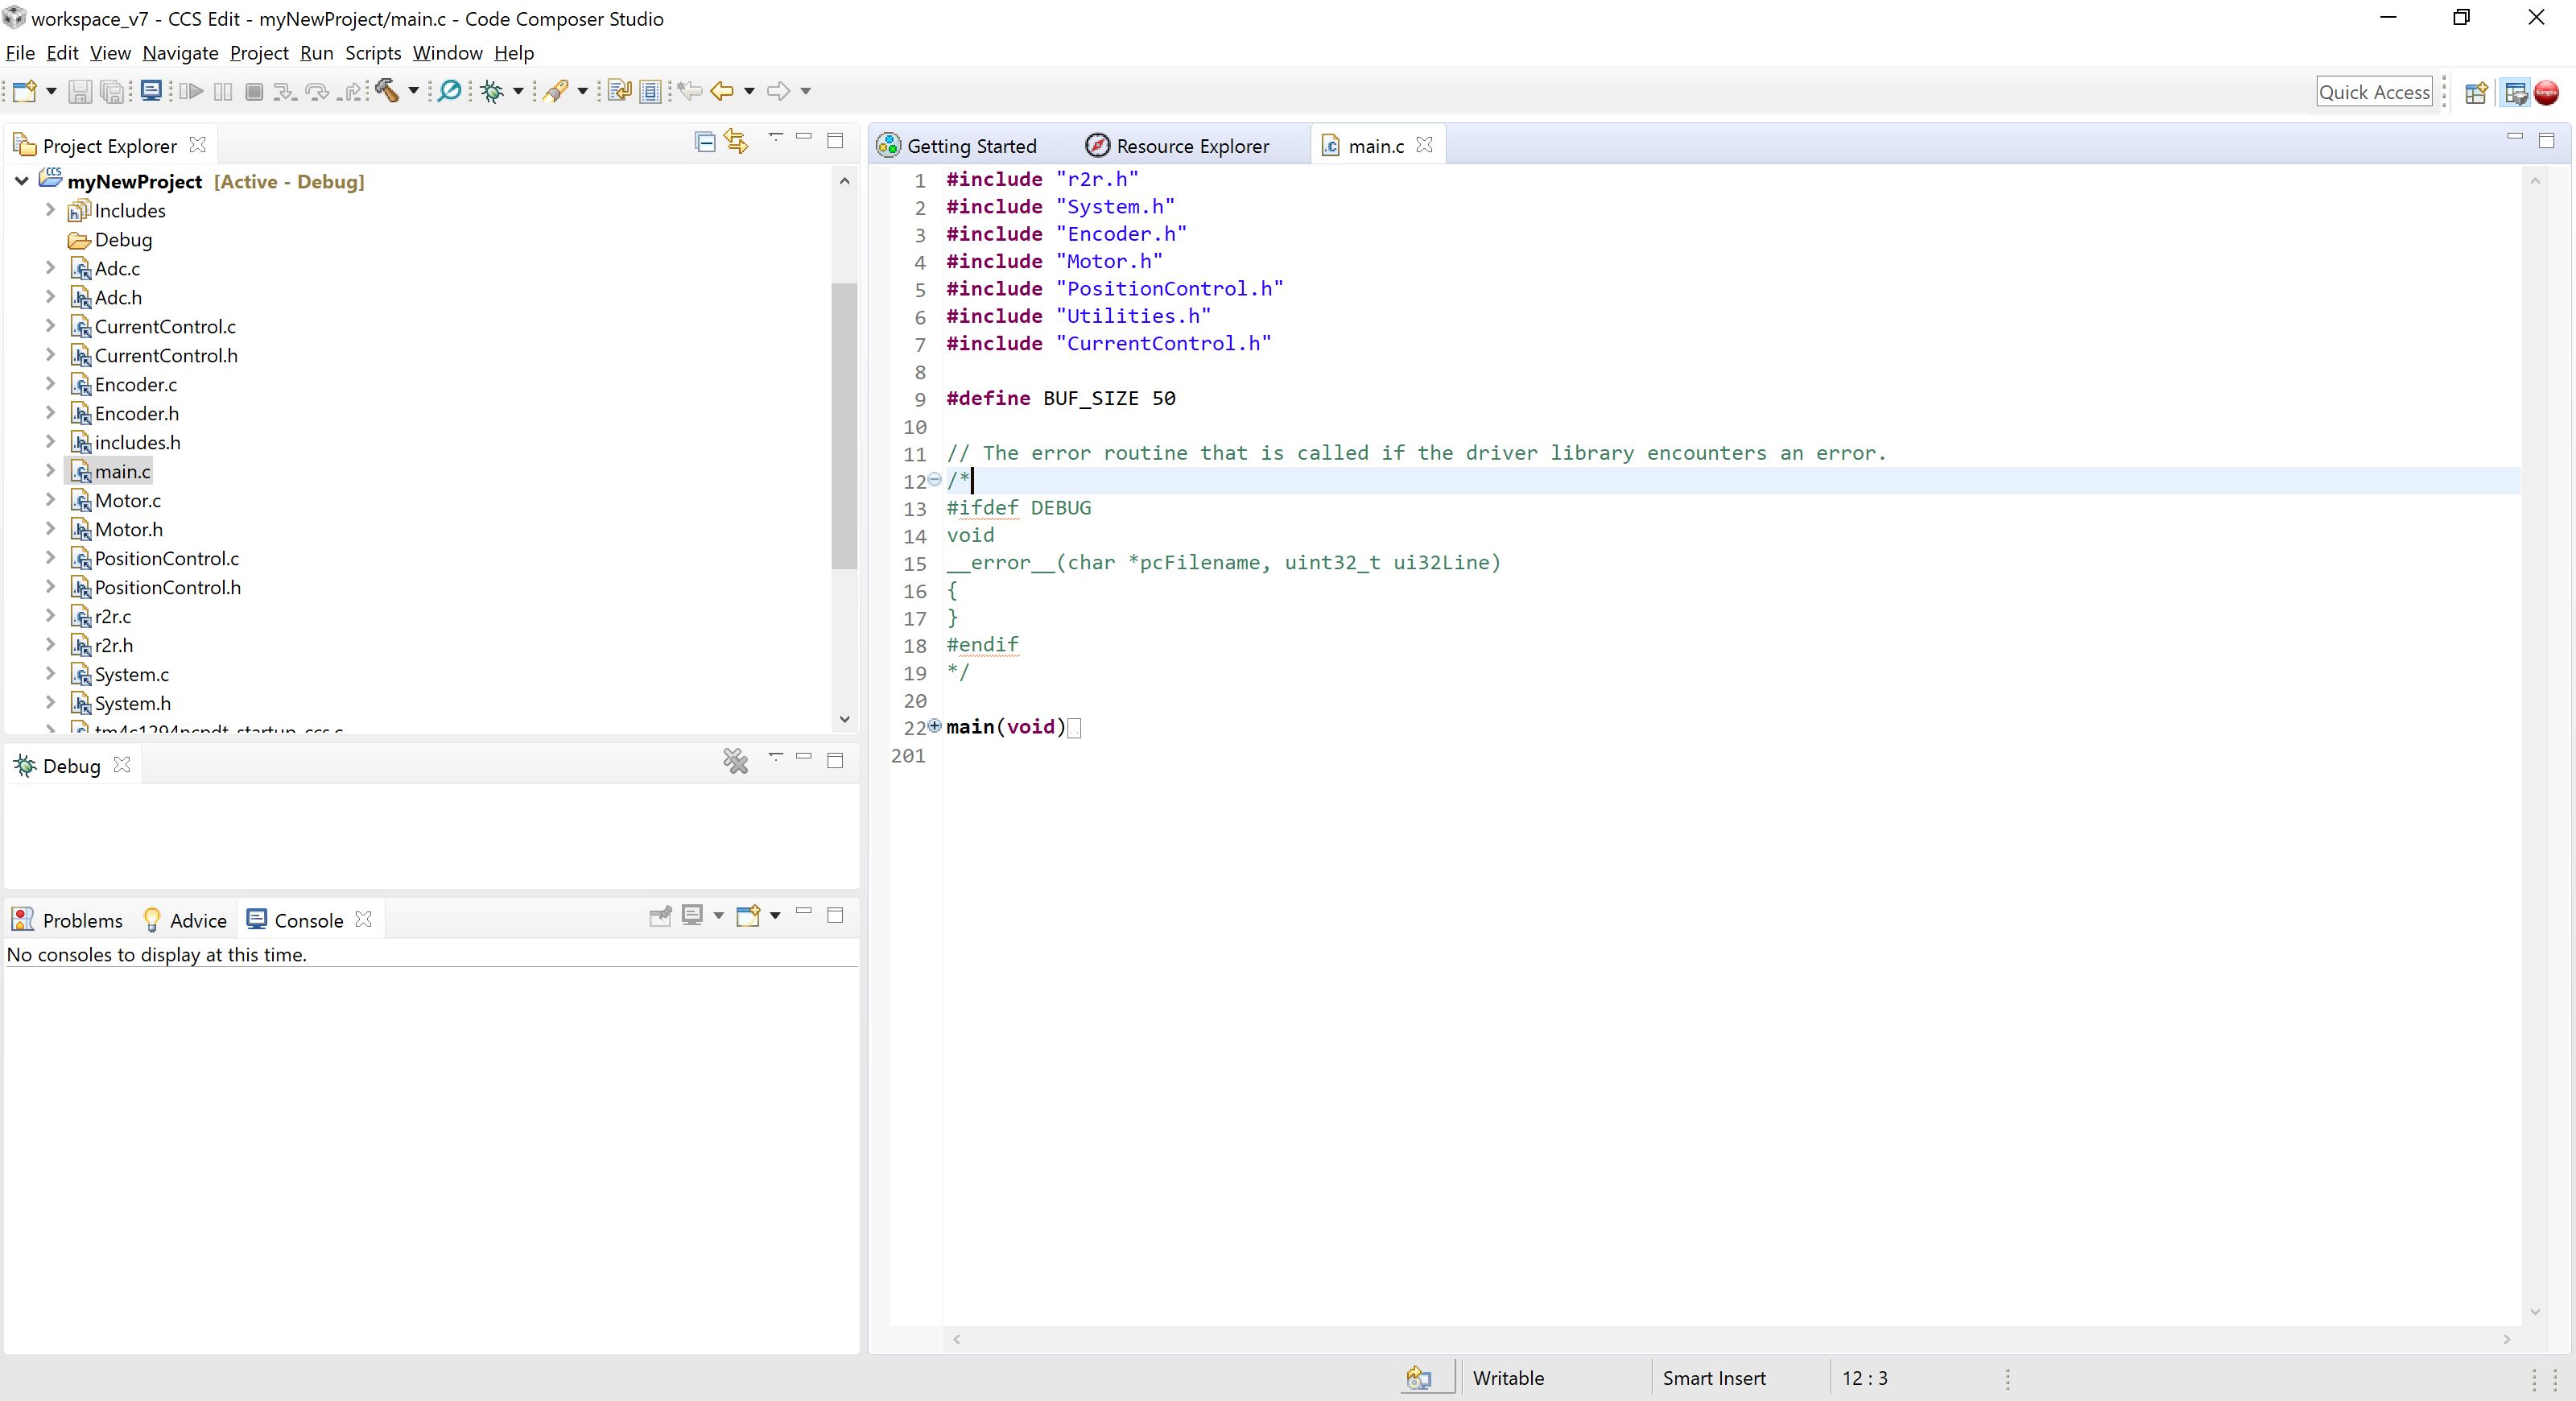 workspace_v7 - CCS Edit - myNewProject/main.c - Code Composer Studio
File Edit View Navigate Project Run Scripts Window Help
Quick Access
Project Explorer
myNewProject [Active - Debug]
Includes
Debug
Adc.c
Adc.h
CurrentControl.c
CurrentControl.h
Encoder.c
Encoder.h
includes.h
main.c
Motor.c
Motor.h
PositionControl.c
PositionControl.h
r2r.c
r2r.h
System.c
System.h
tm4c1294ncpdt_startup_ccs.c
Debug
Problems Advice Console
No consoles to display at this time.
Getting Started Resource Explorer main.c
1 #include "r2r.h"
2 #include "System.h"
3 #include "Encoder.h"
4 #include "Motor.h"
5 #include "PositionControl.h"
6 #include "Utilities.h"
7 #include "CurrentControl.h"
8
9 #define BUF_SIZE 50
10
11 // The error routine that is called if the driver library encounters an error.
12 /*
13 #ifdef DEBUG
14 void
15 __error__(char *pcFilename, uint32_t ui32Line)
16 {
17 }
18 #endif
19 */
20
22 main(void)
201
Writable Smart Insert 12 : 3